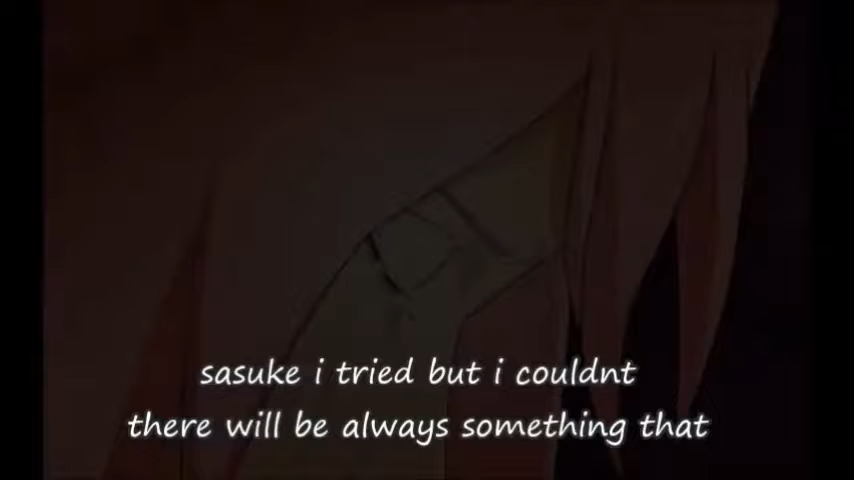 sasuke i tried but i couldnt
there will be always something that